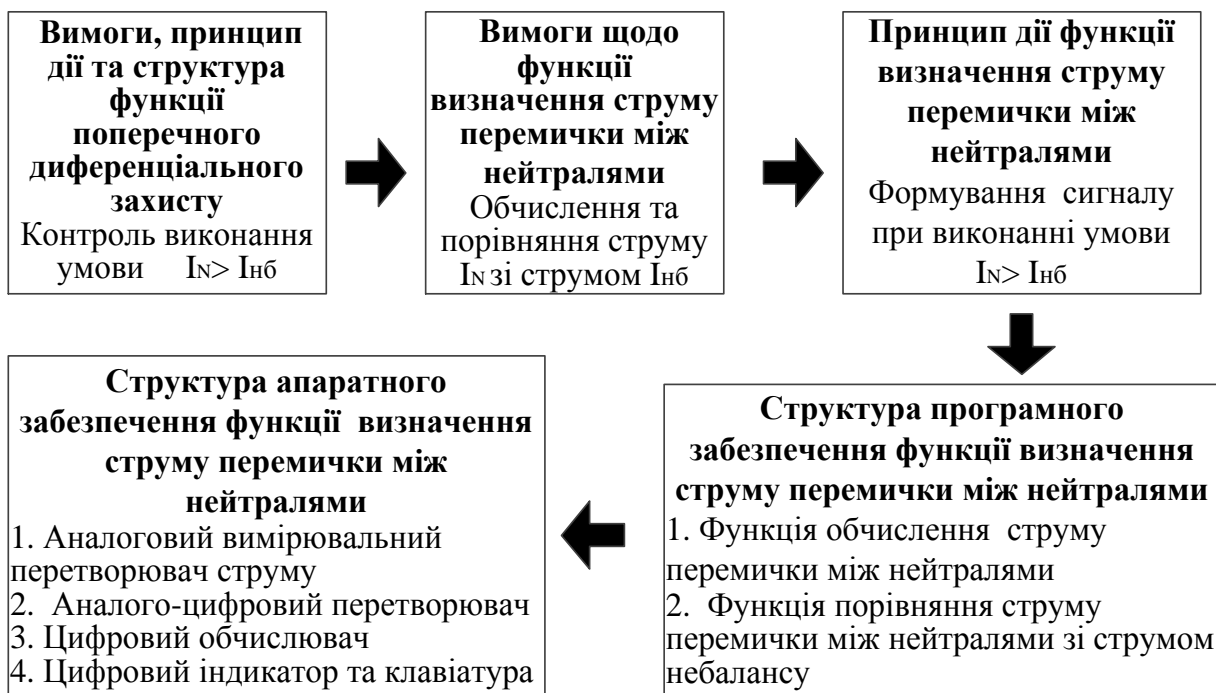 Вимоги, принцип
дії та структура
функції
поперечного
диференціального
захисту
Контроль виконання
умови IN> Iнб
Вимоги щодо
функції
визначення струму
перемички між
нейтралями
Обчислення та
порівняння струму
IN зі струмом Iнб
Принцип дії функції
визначення струму
перемички між
нейтралями
Формування сигналу
при виконанні умови
IN> Iнб
Структура програмного
забезпечення функції визначення
струму перемички між нейтралями
1. Функція обчислення струму
перемички між нейтралями
2. Функція порівняння струму
перемички між нейтралями зі струмом
небалансу
Структура апаратного
забезпечення функції визначення
струму перемички між
нейтралями
1. Аналоговий вимірювальний
перетворювач струму
2. Аналого-цифровий перетворювач
3. Цифровий обчислювач
4. Цифровий індикатор та клавіатура